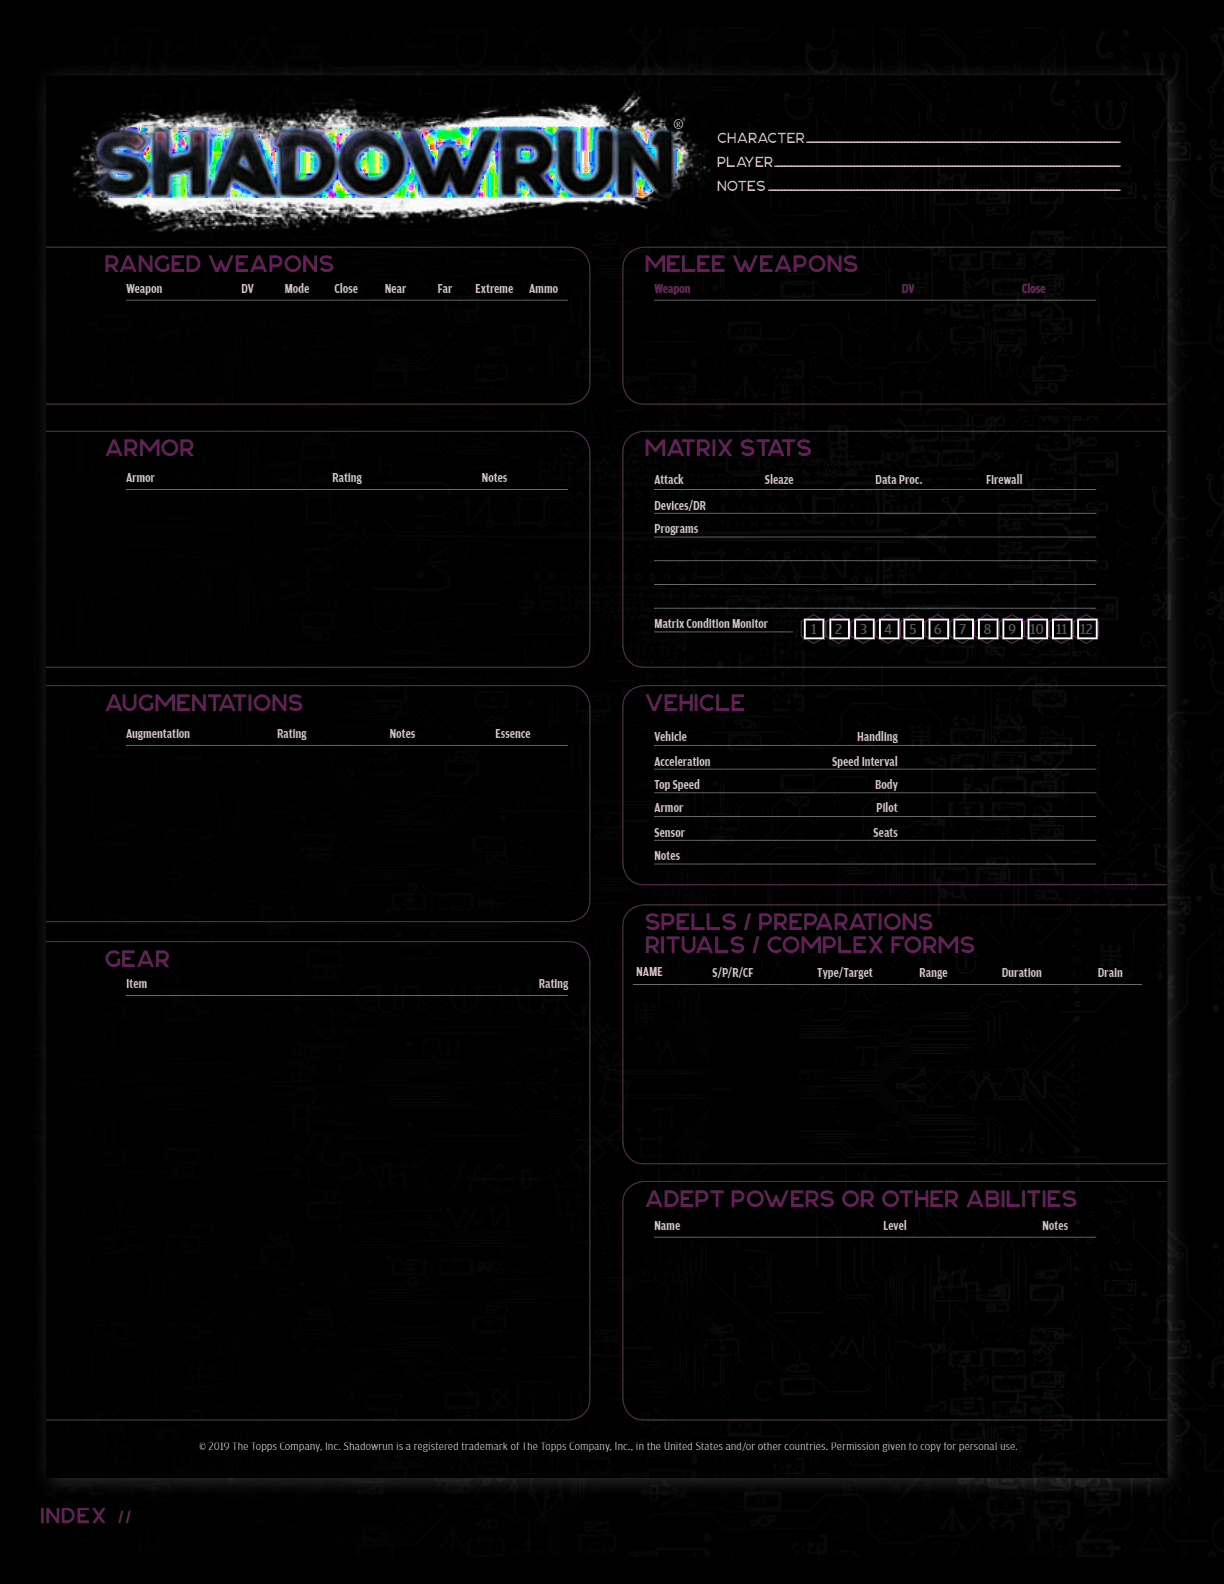 SHADOWRUN®
CHARACTER
PLAYER
NOTES
RANGED WEAPONS
Weapon DV Mode Close Near Far Extreme Ammo
MELEE WEAPONS
Weapon DV Close
ARMOR
Armor Rating Notes
MATRIX STATS
Attack Sleaze Data Proc. Firewall
Devices/DR
Programs
Matrix Condition Monitor 1 2 3 4 5 6 7 8 9 10 11 12
AUGMENTATIONS
Augmentation Rating Notes Essence
VEHICLE
Vehicle Handling
Acceleration Speed Interval
Top Speed Body
Armor Pilot
Sensor Seats
Notes
GEAR
Item Rating
SPELLS / PREPARATIONS
RITUALS / COMPLEX FORMS
NAME S/P/R/CF Type/Target Range Duration Drain
ADEPT POWERS OR OTHER ABILITIES
Name Level Notes
© 2019 The Topps Company, Inc. Shadowrun is a registered trademark of The Topps Company, Inc., in the United States and/or other countries. Permission given to copy for personal use.
INDEX //